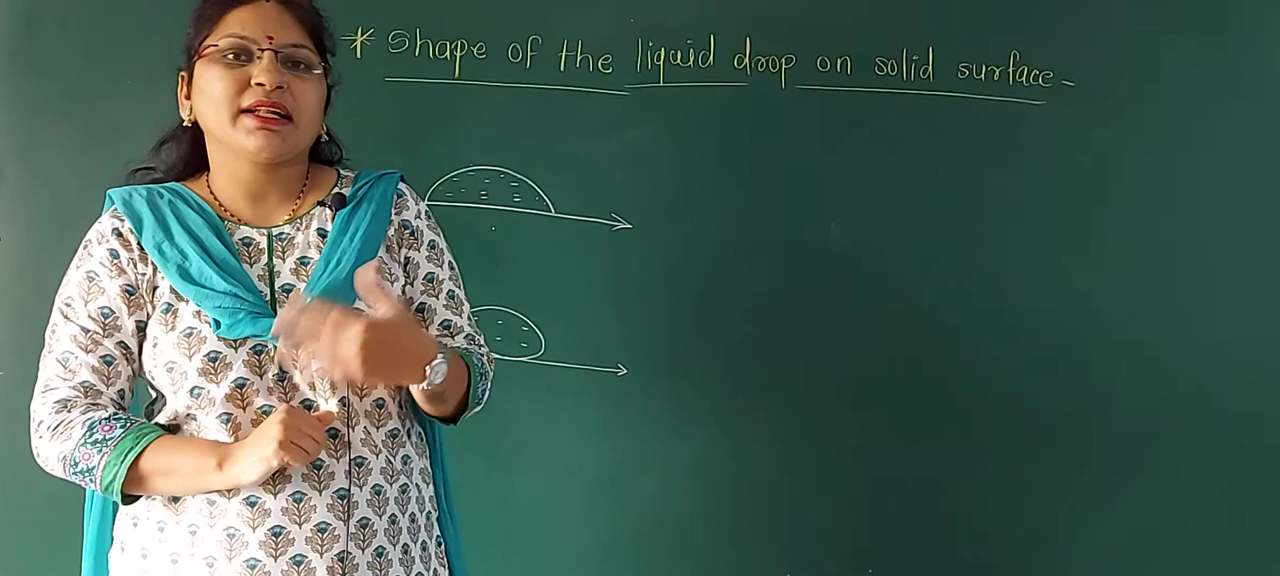 * Shape of the liquid drop on solid surface -